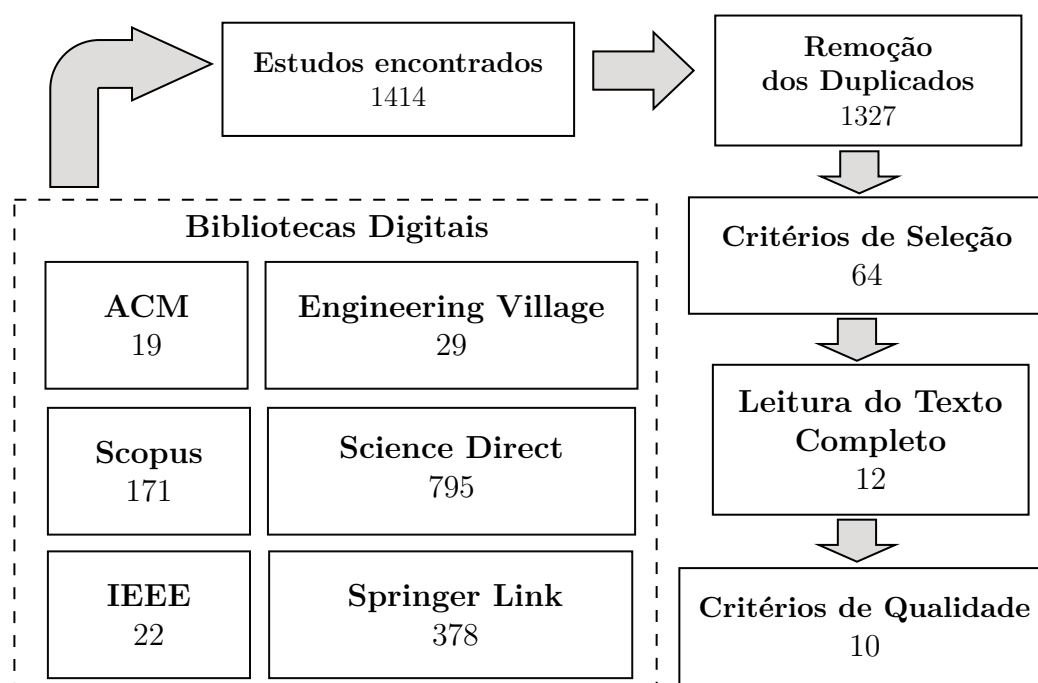 Estudos encontrados
1414
Remoção
dos Duplicados
1327
Bibliotecas Digitais
ACM
19
Engineering Village
29
Scopus
171
Science Direct
795
IEEE
22
Springer Link
378
Critérios de Seleção
64
Leitura do Texto
Completo
12
Critérios de Qualidade
10